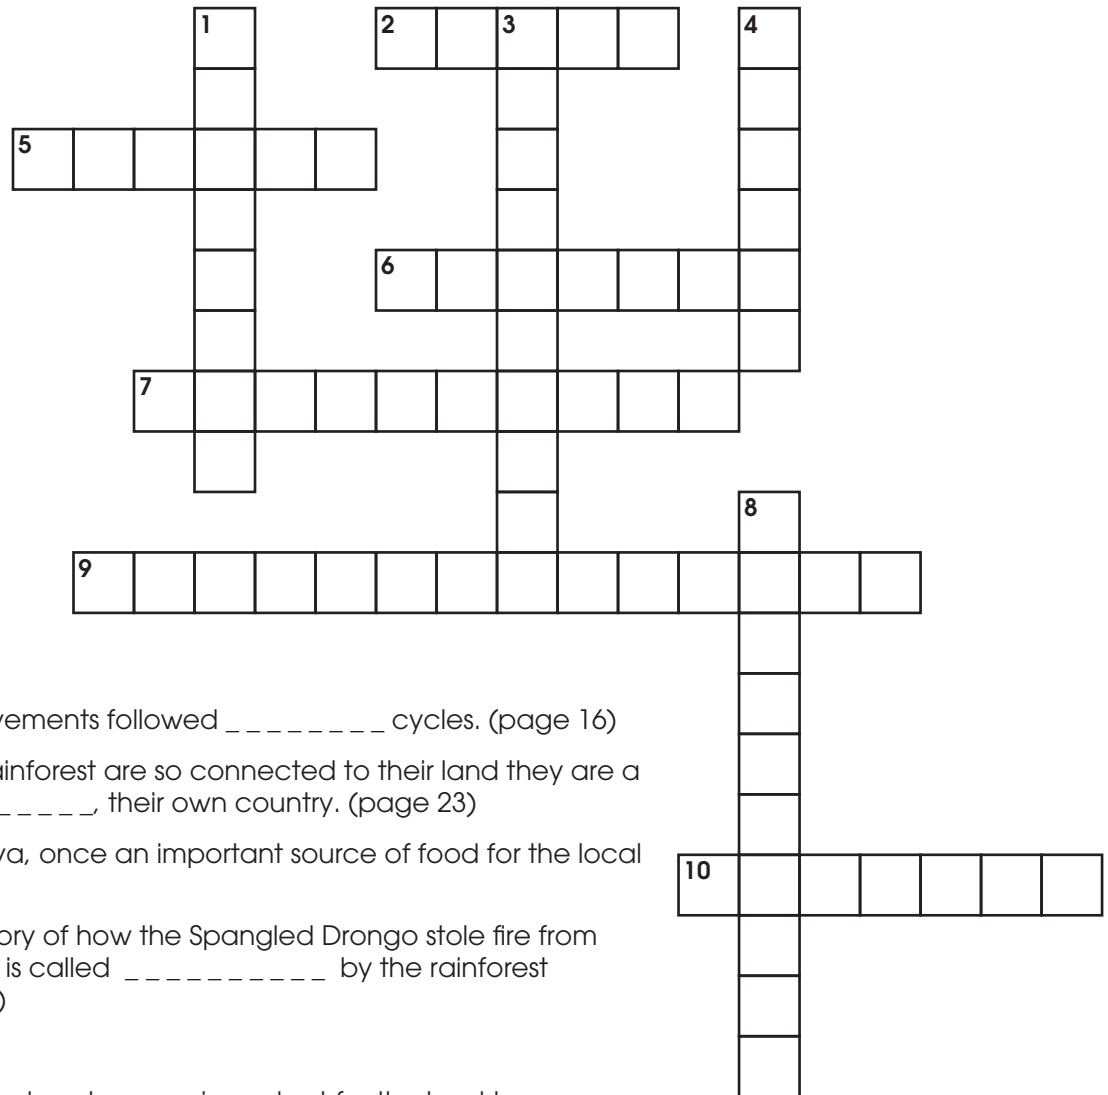 1 2 3 4
5
6
7
8
9
vements followed _ _ _ _ _ _ _ _ cycles. (page 16)
ainforest are so connected to their land they are a
_ _ _ _ _, their own country. (page 23)
va, once an important source of food for the local
10
ory of how the Spangled Drongo stole fire from
is called _ _ _ _ _ _ _ _ _ _ by the rainforest
)